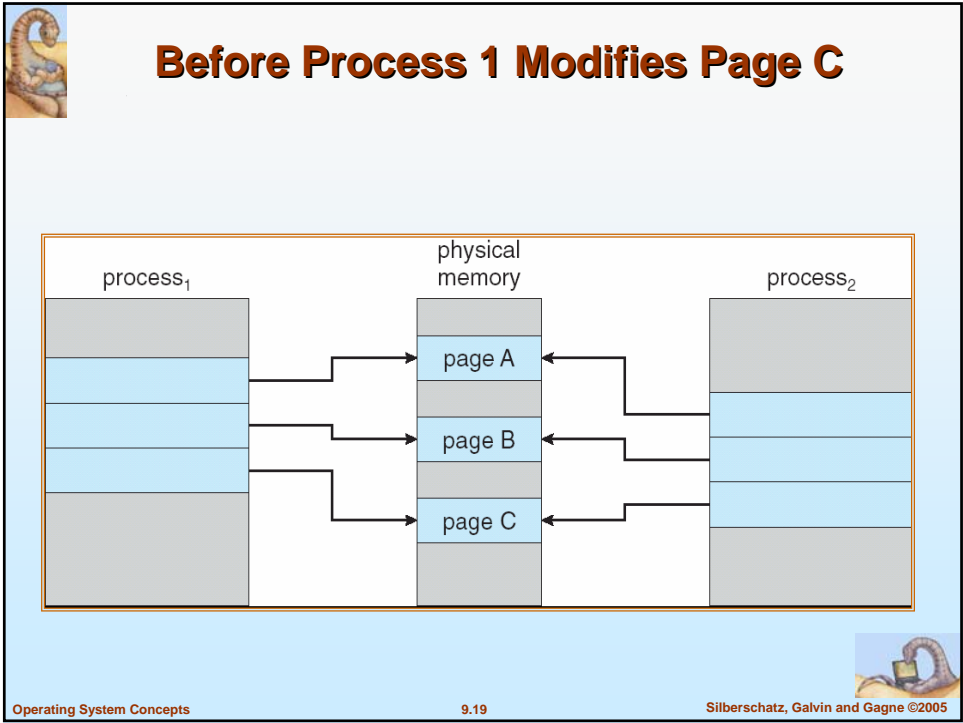 Before Process 1 Modifies Page C
physical
memory
process₁
process₂
page A
page B
page C
Operating System Concepts
9.19
Silberschatz, Galvin and Gagne ©2005